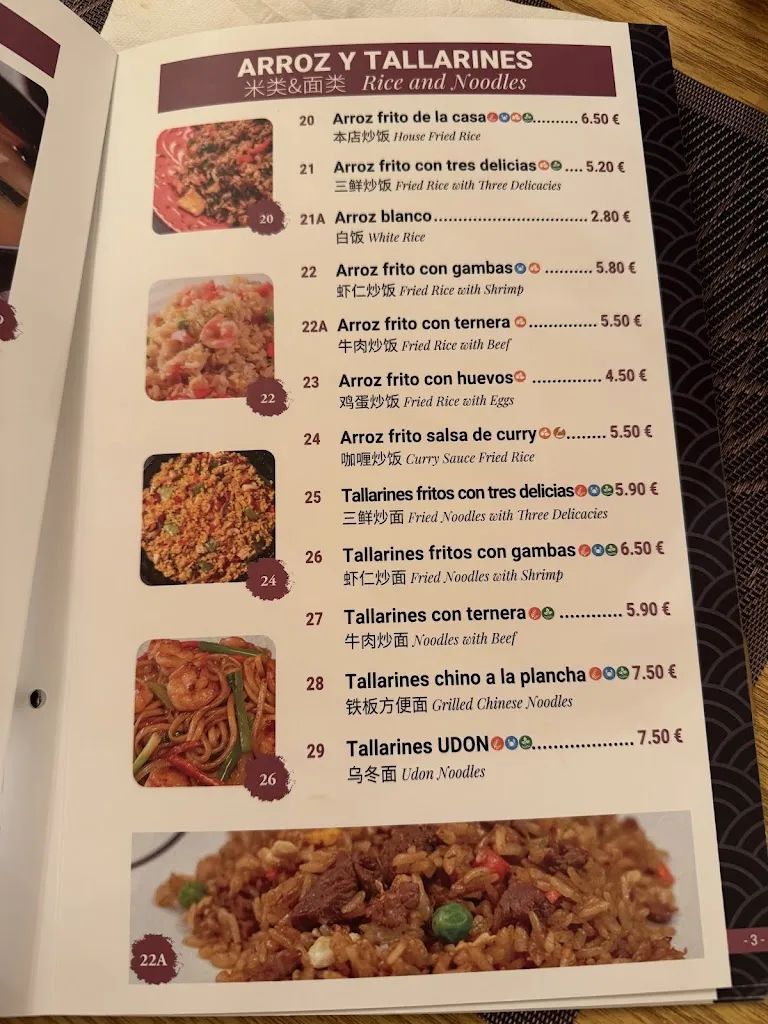 ARROZ Y TALLARINES
米类&面类 Rice and Noodles
20 Arroz frito de la casa.......... 6.50 €
本店炒饭 House Fried Rice
21 Arroz frito con tres delicias.... 5.20 €
三鲜炒饭 Fried Rice with Three Delicacies
21A Arroz blanco....................... 2.80 €
白饭 White Rice
22 Arroz frito con gambas.......... 5.80 €
虾仁炒饭 Fried Rice with Shrimp
22A Arroz frito con ternera.............. 5.50 €
牛肉炒饭 Fried Rice with Beef
23 Arroz frito con huevos............. 4.50 €
鸡蛋炒饭 Fried Rice with Eggs
24 Arroz frito salsa de curry........ 5.50 €
咖喱炒饭 Curry Sauce Fried Rice
25 Tallarines fritos con tres delicias 5.90 €
三鲜炒面 Fried Noodles with Three Delicacies
26 Tallarines fritos con gambas 6.50 €
虾仁炒面 Fried Noodles with Shrimp
27 Tallarines con ternera............ 5.90 €
牛肉炒面 Noodles with Beef
28 Tallarines chino a la plancha 7.50 €
铁板方便面 Grilled Chinese Noodles
29 Tallarines UDON.................. 7.50 €
乌冬面 Udon Noodles
20
22
24
26
22A
-3-